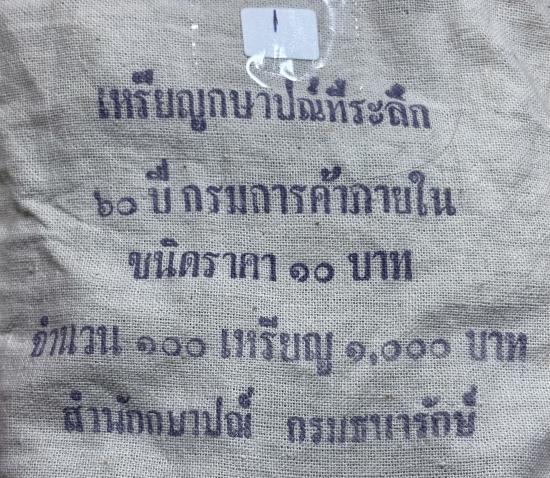 เหรียญกษาปณ์ที่ระลึก
๖๐ ปี กรมการค้าภายใน
ชนิดราคา ๑๐ บาท
จำนวน ๑๐๐ เหรียญ ๑,๐๐๐ บาท
สำนักกษาปณ์ กรมธนารักษ์